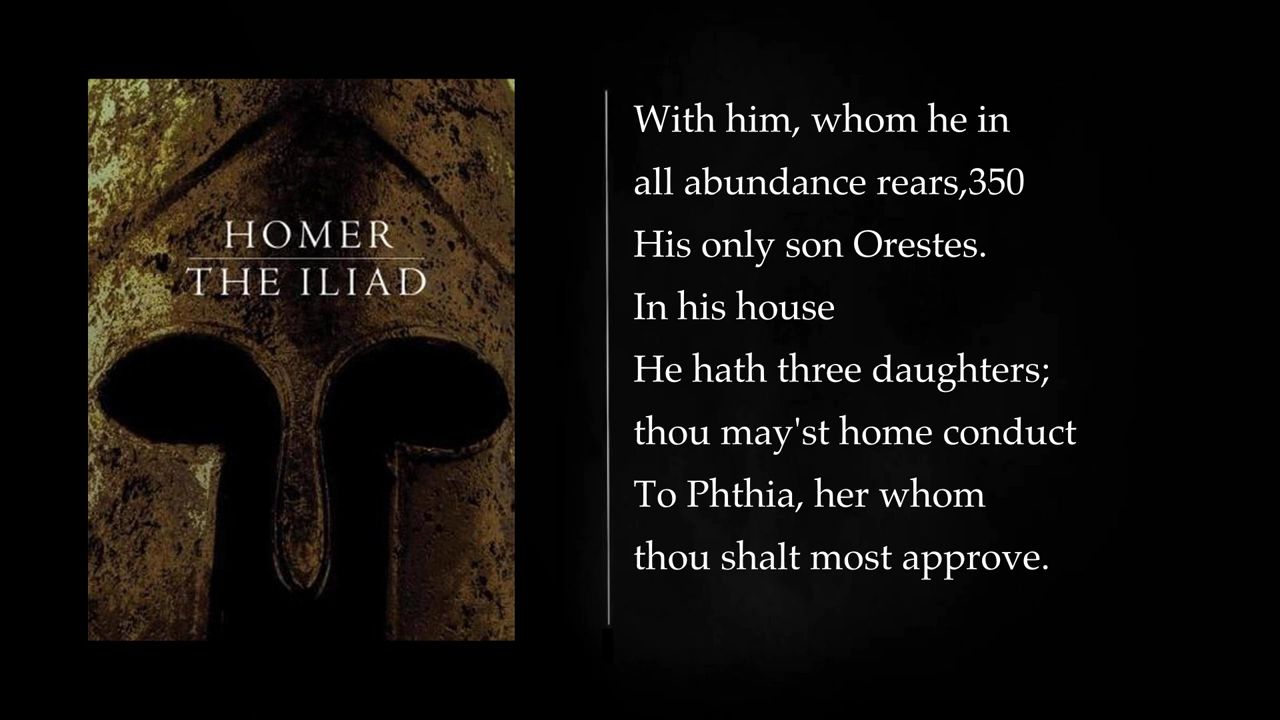 HOMER
THE ILIAD
With him, whom he in
all abundance rears,350
His only son Orestes.
In his house
He hath three daughters;
thou may'st home conduct
To Phthia, her whom
thou shalt most approve.